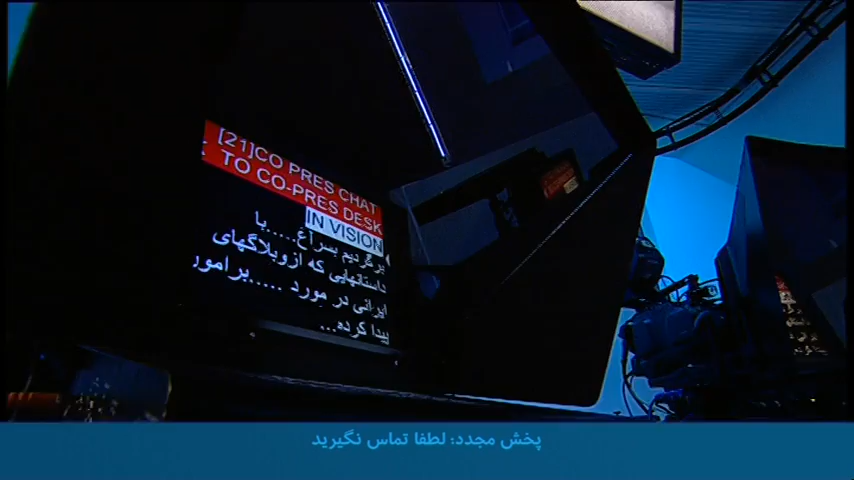 [21]CO PRES CHAT
TO CO-PRES DESK
IN VISION
برگردیم بسراغ.....با
داستانهایی که ازوبلاگهای
ایرانی در مورد ......برامون
پیدا کرده...
پخش مجدد؛ لطفا تماس نگیرید